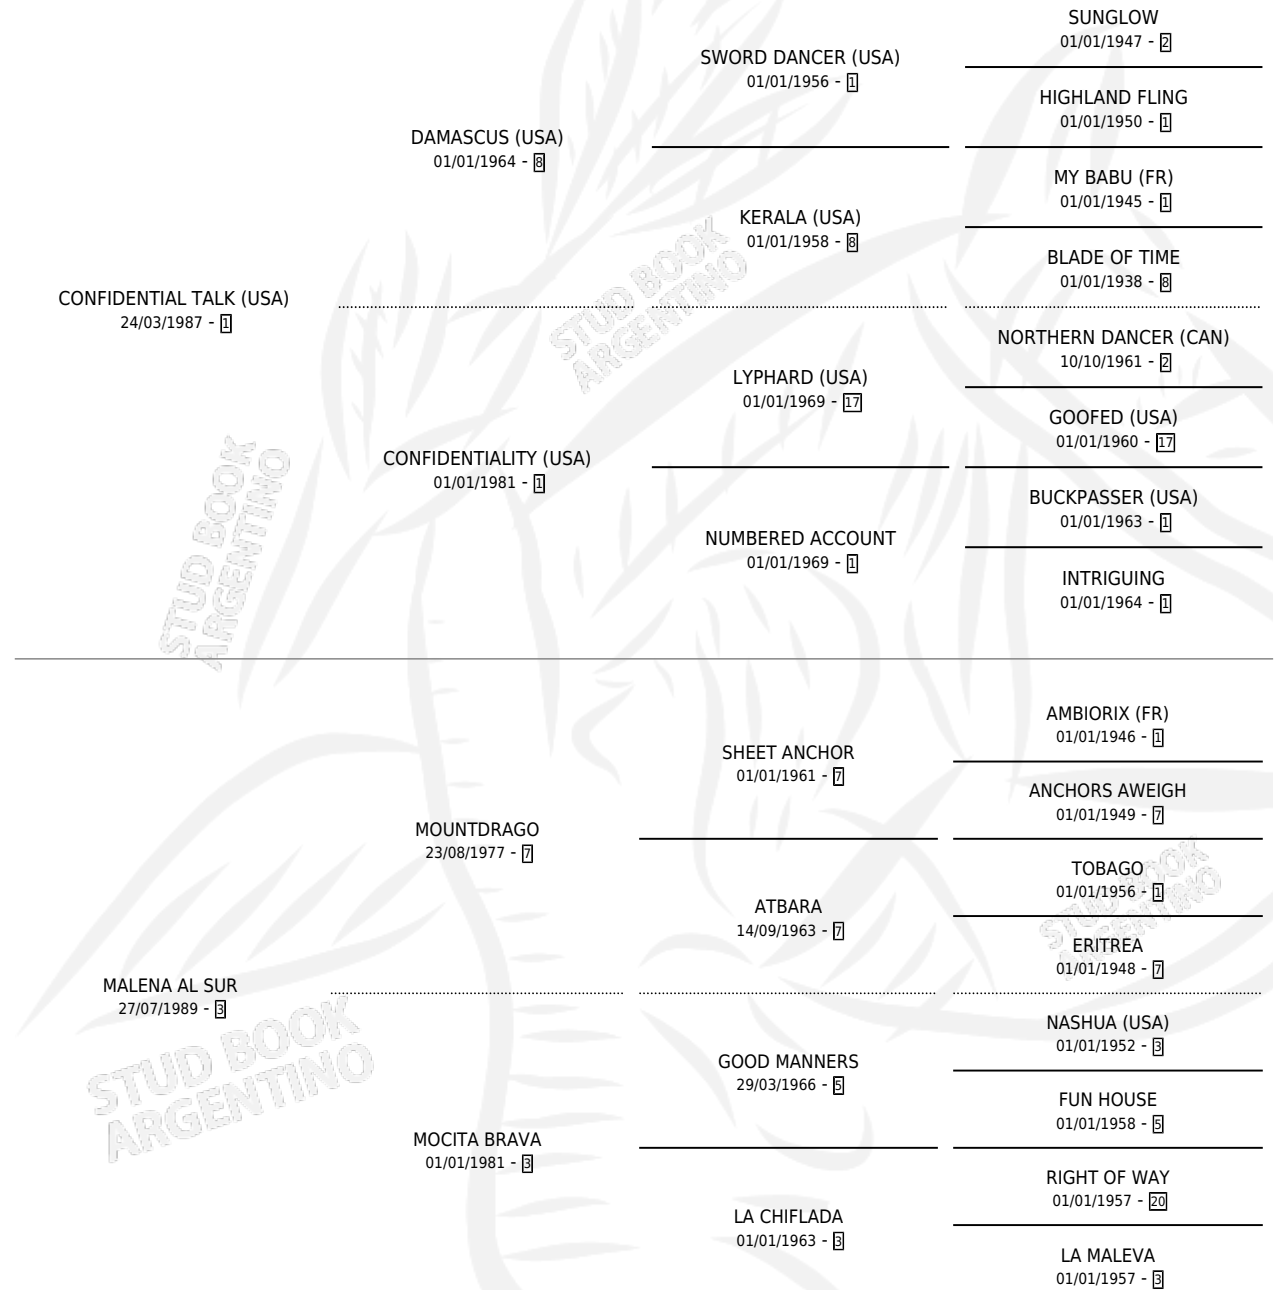 SUNGLOW
01/01/1947 - 2
SWORD DANCER (USA)
01/01/1956 - 1
HIGHLAND FLING
01/01/1950 - 1
DAMASCUS (USA)
01/01/1964 - 8
MY BABU (FR)
01/01/1945 - 1
KERALA (USA)
01/01/1958 - 8
BLADE OF TIME
01/01/1938 - 8
CONFIDENTIAL TALK (USA)
24/03/1987 - 1
NORTHERN DANCER (CAN)
10/10/1961 - 2
LYPHARD (USA)
01/01/1969 - 17
GOOFED (USA)
01/01/1960 - 17
CONFIDENTIALITY (USA)
01/01/1981 - 1
BUCKPASSER (USA)
01/01/1963 - 1
NUMBERED ACCOUNT
01/01/1969 - 1
INTRIGUING
01/01/1964 - 1
AMBIORIX (FR)
01/01/1946 - 1
SHEET ANCHOR
01/01/1961 - 7
ANCHORS AWEIGH
01/01/1949 - 7
MOUNTDRAGO
23/08/1977 - 7
TOBAGO
01/01/1956 - 1
ATBARA
14/09/1963 - 7
ERITREA
01/01/1948 - 7
MALENA AL SUR
27/07/1989 - 3
NASHUA (USA)
01/01/1952 - 3
GOOD MANNERS
29/03/1966 - 5
FUN HOUSE
01/01/1958 - 5
MOCITA BRAVA
01/01/1981 - 3
RIGHT OF WAY
01/01/1957 - 20
LA CHIFLADA
01/01/1963 - 3
LA MALEVA
01/01/1957 - 3
STUD BOOK
ARGENTINO
STUD BOOK
ARGENTINO
STUD BOOK
ARGENTINO
STUD BOOK
ARGENTINO